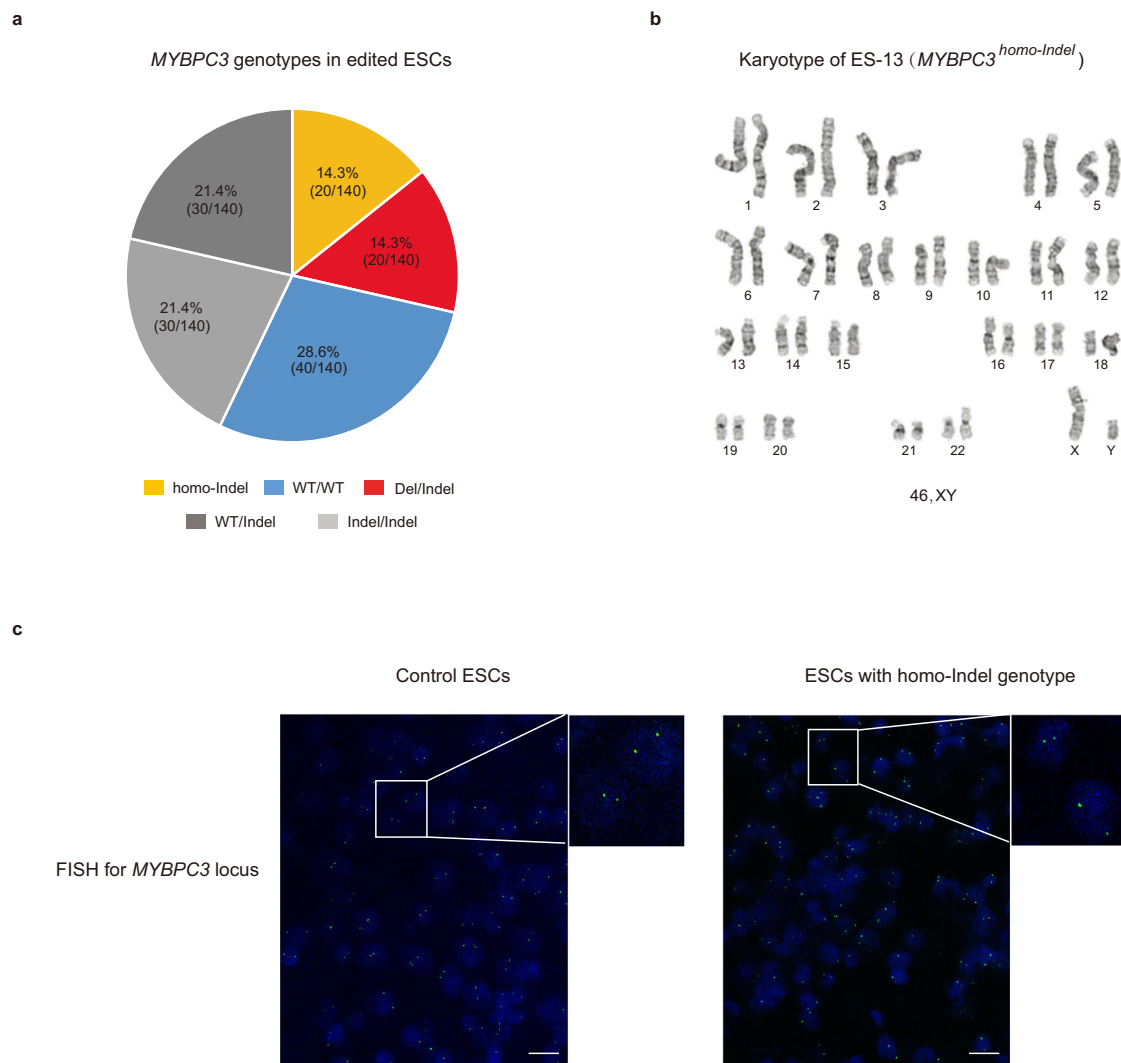 a
MYBPC3 genotypes in edited ESCs
14.3%
(20/140)
14.3%
(20/140)
28.6%
(40/140)
21.4%
(30/140)
21.4%
(30/140)
homo-Indel WT/WT Del/Indel
WT/Indel Indel/Indel
b
Karyotype of ES-13 (MYBPC3 homo-Indel)
1 2 3 4 5
6 7 8 9 10 11 12
13 14 15 16 17 18
19 20 21 22 X Y
46,XY
c
Control ESCs ESCs with homo-Indel genotype
FISH for MYBPC3 locus